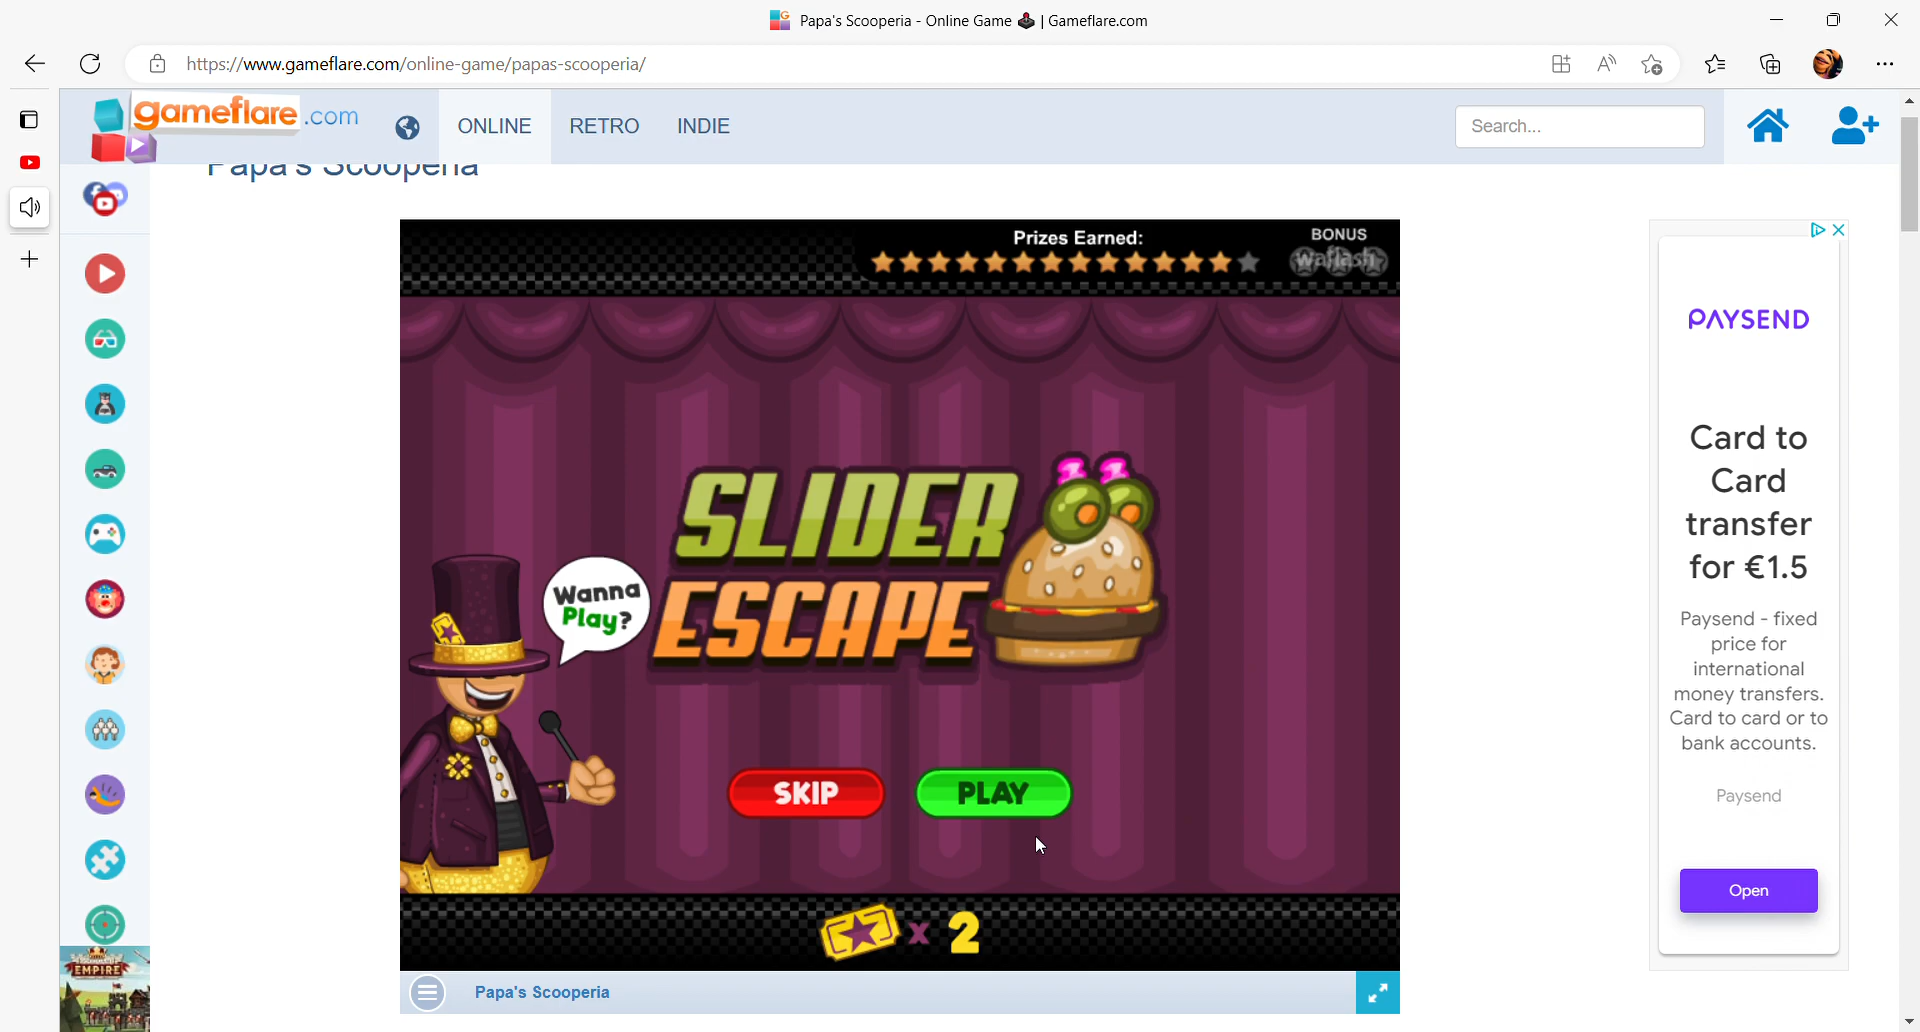 Papa's Scooperia - Online Game | Gameflare.com
https://www.gameflare.com/online-game/papas-scooperia/
gameflare.com
ONLINE
RETRO
INDIE
Search...
Papa's Scooperia
Prizes Earned:
BONUS
waflash
SLIDER
ESCAPE
Wanna
Play?
SKIP
PLAY
x 2
Papa's Scooperia
PAYSEND
Card to
Card
transfer
for €1.5
Paysend - fixed
price for
international
money transfers.
Card to card or to
bank accounts.
Paysend
Open
EMPIRE